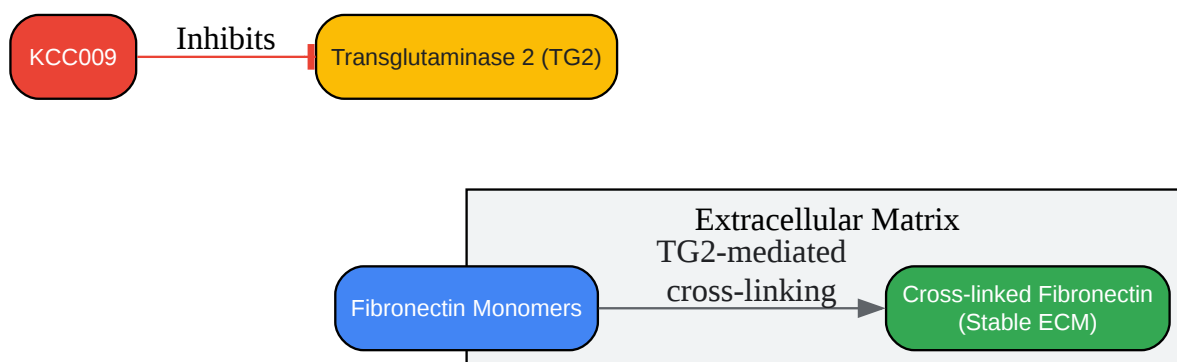 KCC009
Inhibits
Transglutaminase 2 (TG2)
Extracellular Matrix
TG2-mediated
cross-linking
Fibronectin Monomers
Cross-linked Fibronectin
(Stable ECM)